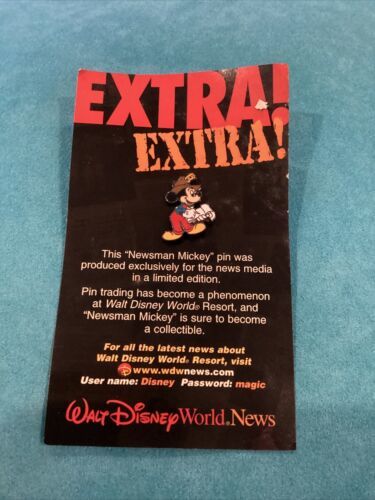 EXTRA!
EXTRA!
This "Newsman Mickey" pin was
produced exclusively for the news media
in a limited edition.
Pin trading has become a phenomenon
at Walt Disney World® Resort, and
"Newsman Mickey" is sure to become
a collectible.
For all the latest news about
Walt Disney World® Resort, visit
www.wdwnews.com
User name: Disney Password: magic
WALT DISNEY World® News